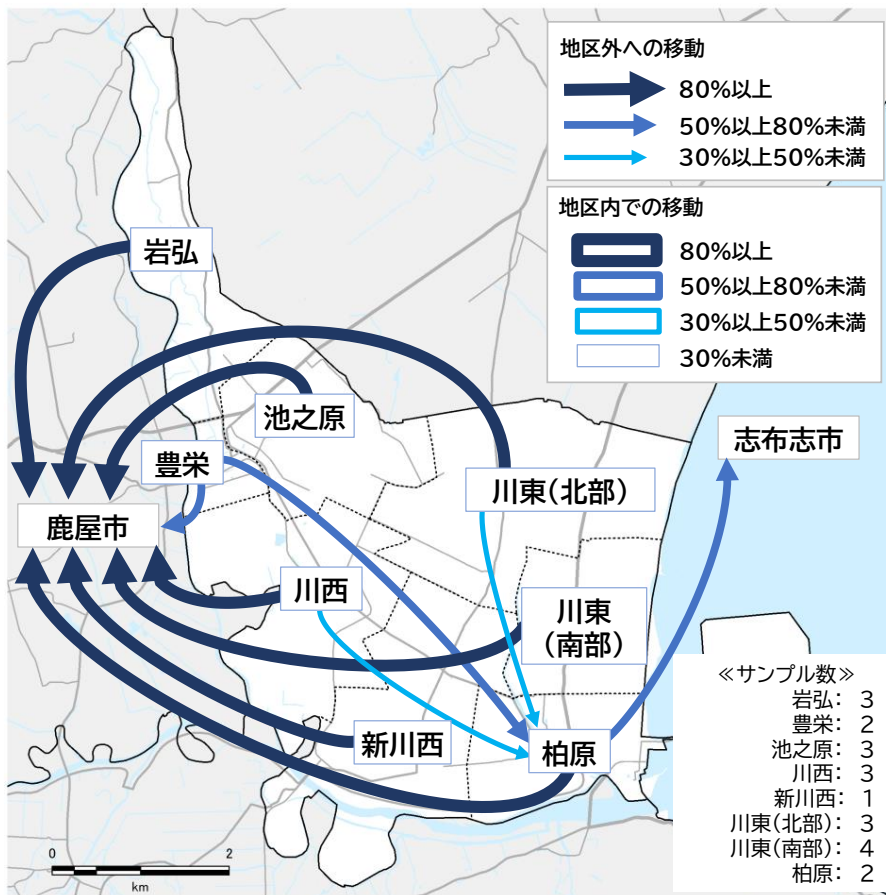 地区外への移動
80%以上
50%以上80%未満
30%以上50%未満
地区内での移動
80%以上
50%以上80%未満
30%以上50%未満
30%未満
岩弘
池之原
志布志市
豊栄
川東(北部)
鹿屋市
川西
川東
(南部)
新川西
柏原
≪サンプル数≫
岩弘: 3
豊栄: 2
池之原: 3
川西: 3
新川西: 1
川東(北部): 3
川東(南部): 4
柏原: 2
0 2
km